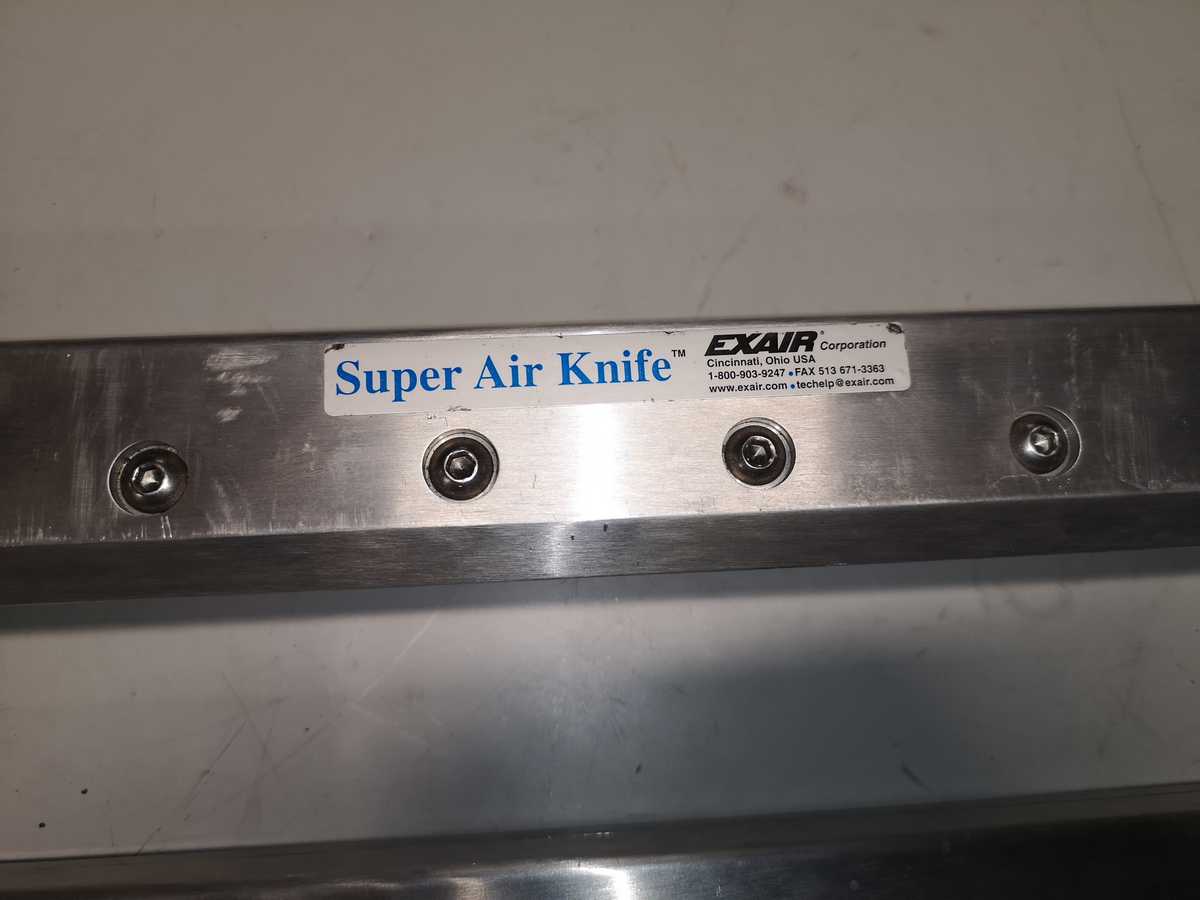 Super Air Knife™
EXAIR® Corporation
Cincinnati, Ohio USA
1-800-903-9247 • FAX 513 671-3363
www.exair.com • techelp@exair.com